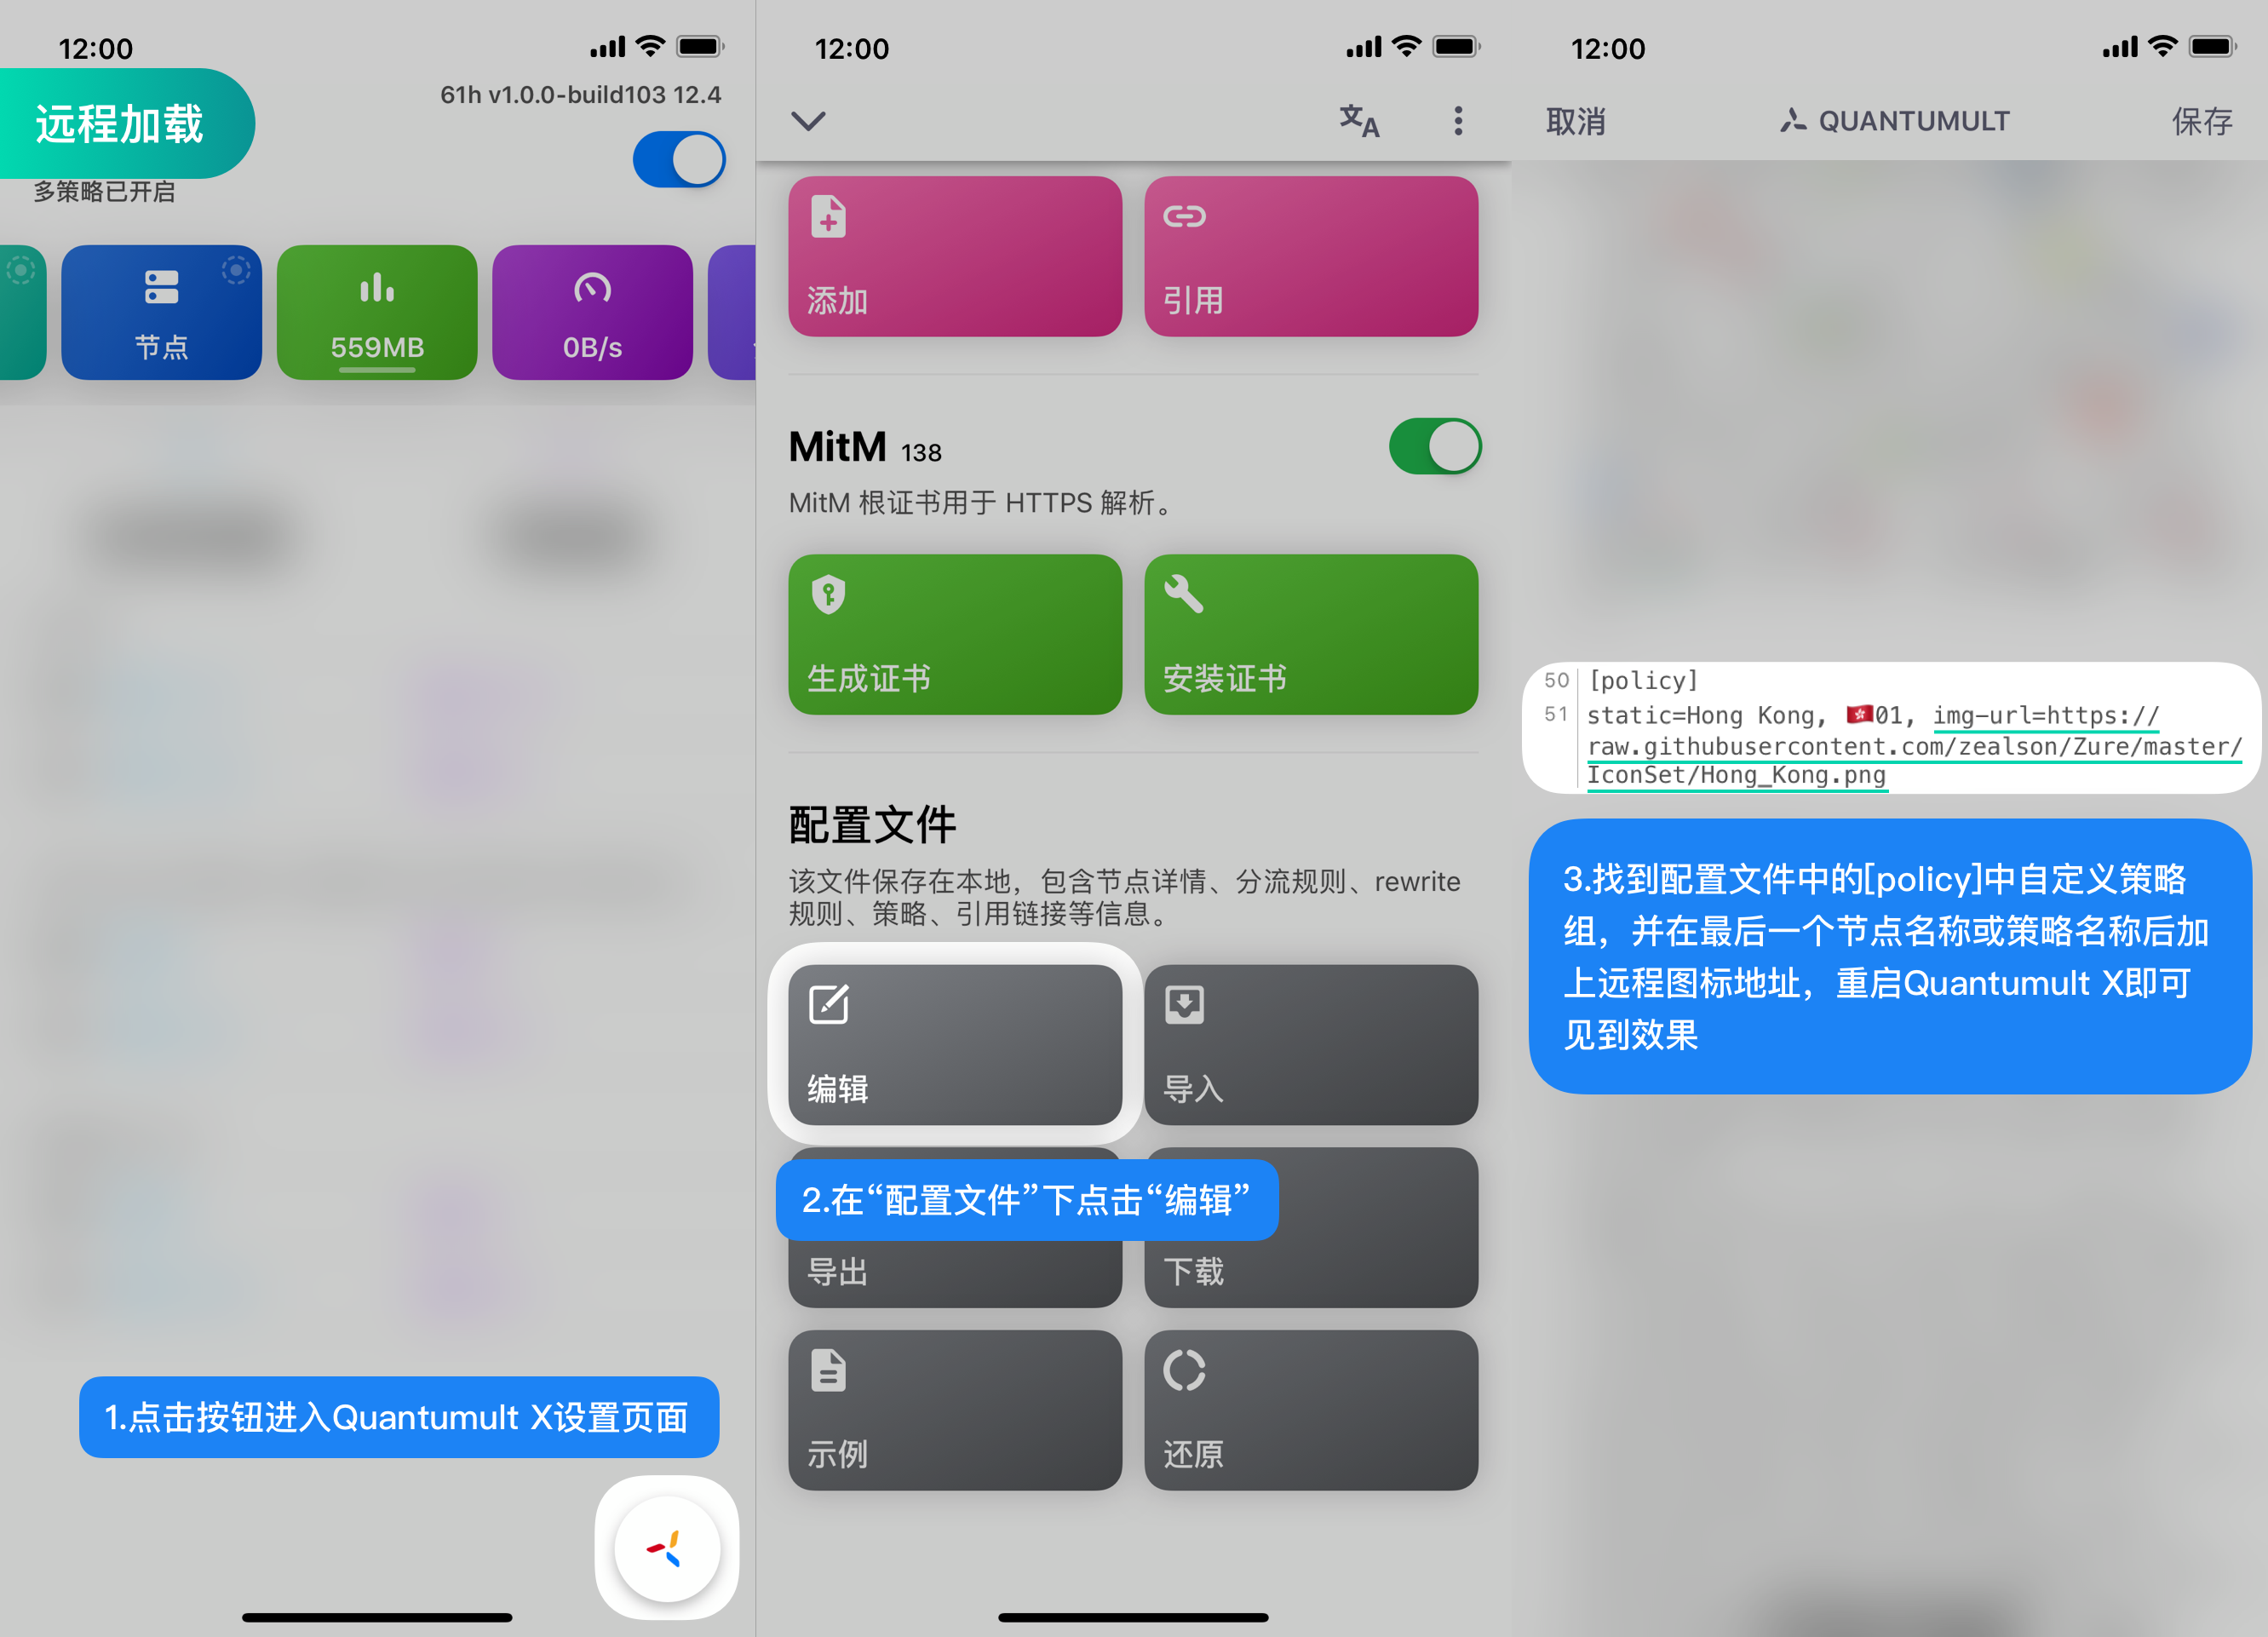 12:00
远程加载
61h v1.0.0-build103 12.4
多策略已开启
节点
559MB
0B/s
1.点击按钮进入Quantumult X设置页面
12:00
文A
添加
引用
MitM 138
MitM 根证书用于 HTTPS 解析。
生成证书
安装证书
配置文件
该文件保存在本地，包含节点详情、分流规则、rewrite
规则、策略、引用链接等信息。
编辑
导入
2.在“配置文件”下点击“编辑”
导出
下载
示例
还原
12:00
取消
QUANTUMULT
保存
50 [policy]
51 static=Hong Kong, 🇭🇰01, img-url=https://
raw.githubusercontent.com/zealson/Zure/master/
IconSet/Hong_Kong.png
3.找到配置文件中的[policy]中自定义策略
组，并在最后一个节点名称或策略名称后加
上远程图标地址，重启Quantumult X即可
见到效果